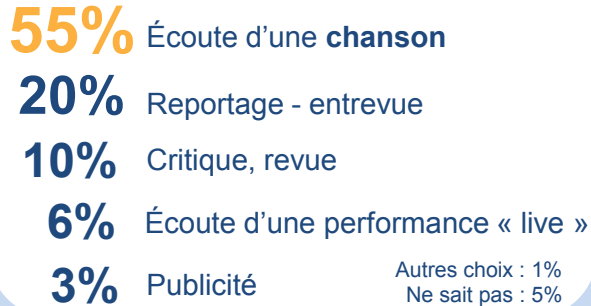 55% Écoute d'une chanson
20% Reportage - entrevue
10% Critique, revue
6% Écoute d'une performance « live »
3% Publicité
Autres choix : 1%
Ne sait pas : 5%